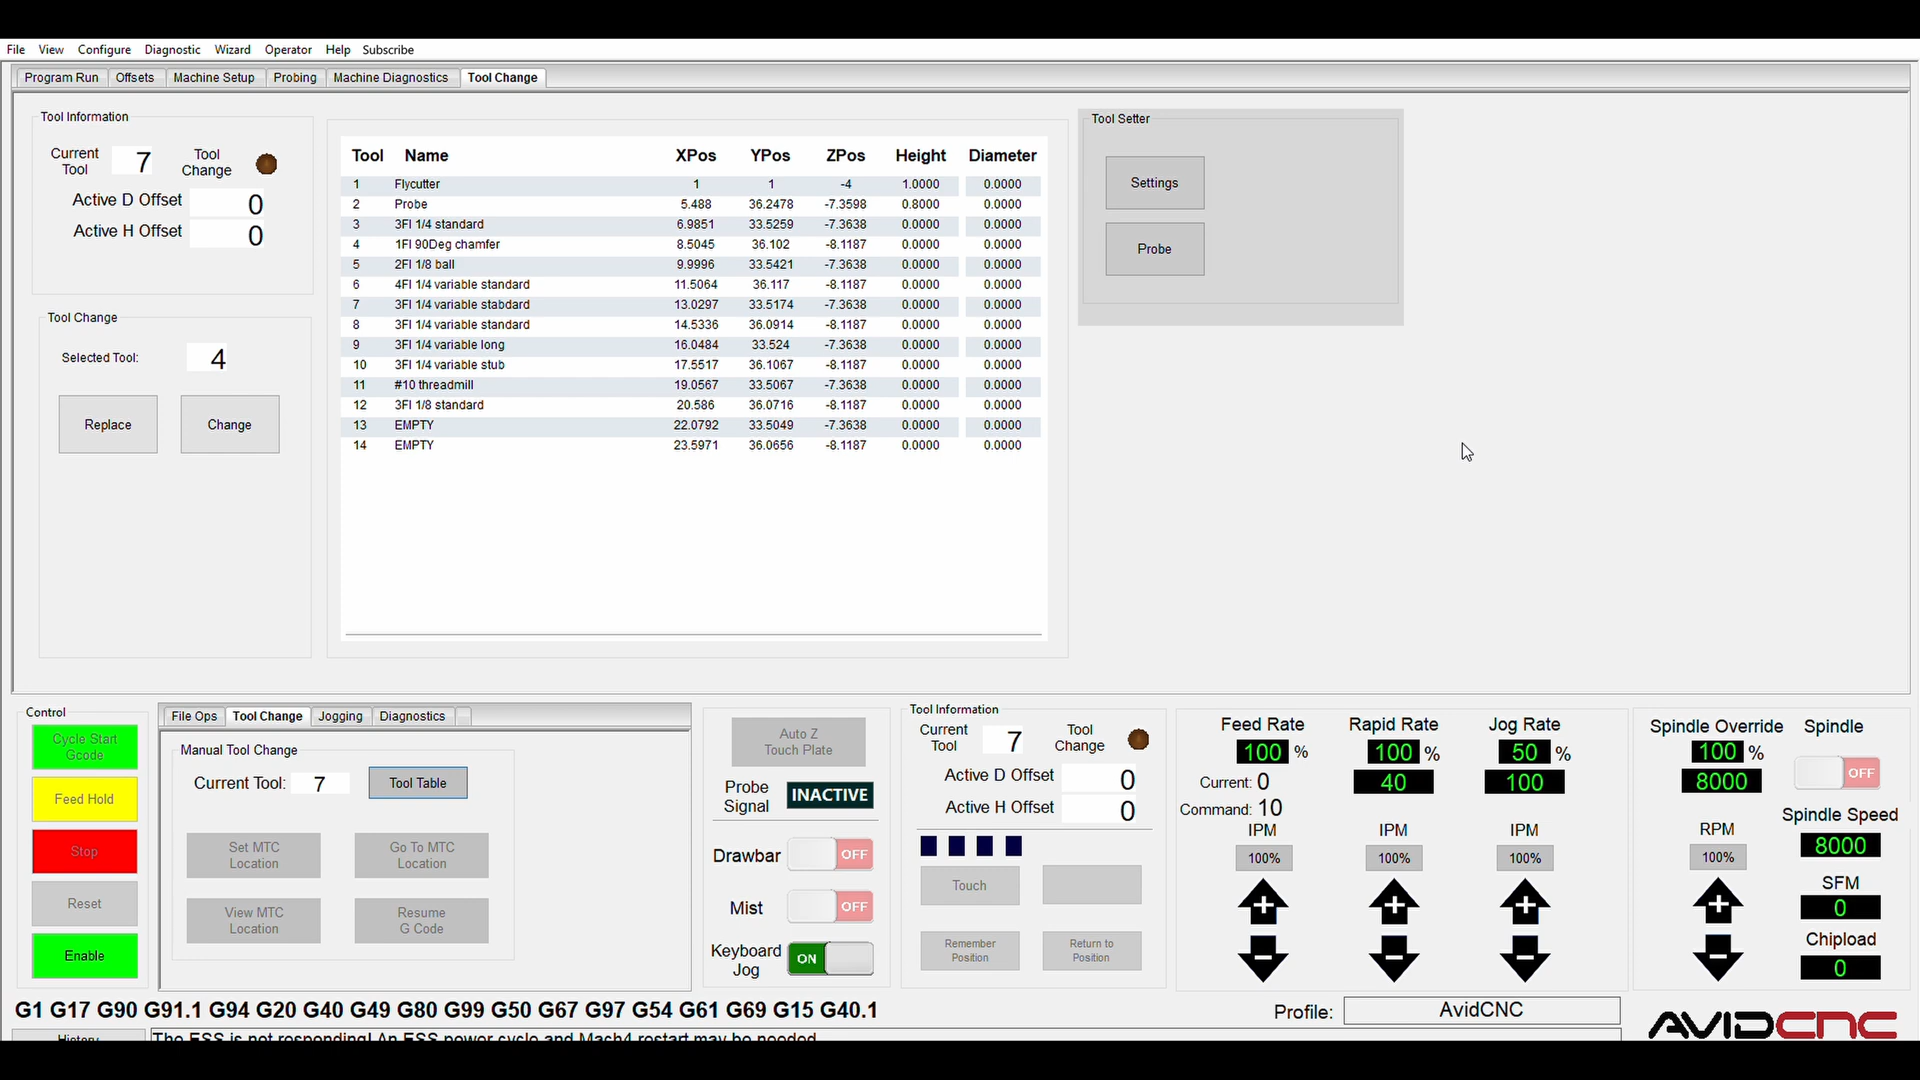 File View Configure Diagnostic Wizard Operator Help Subscribe
Program Run Offsets Machine Setup Probing Machine Diagnostics Tool Change
Tool Information
Current Tool 7 Tool Change
Active D Offset 0
Active H Offset 0
Tool Change
Selected Tool: 4
Replace Change
Tool Name XPos YPos ZPos Height Diameter
1 Flycutter 1 1 -4 1.0000 0.0000
2 Probe 5.488 36.2478 -7.3598 0.8000 0.0000
3 3Fl 1/4 standard 6.9851 33.5259 -7.3638 0.0000 0.0000
4 1Fl 90Deg chamfer 8.5045 36.102 -8.1187 0.0000 0.0000
5 2Fl 1/8 ball 9.9996 33.5421 -7.3638 0.0000 0.0000
6 4Fl 1/4 variable standard 11.5064 36.117 -8.1187 0.0000 0.0000
7 3Fl 1/4 variable stabdard 13.0297 33.5174 -7.3638 0.0000 0.0000
8 3Fl 1/4 variable standard 14.5336 36.0914 -8.1187 0.0000 0.0000
9 3Fl 1/4 variable long 16.0484 33.524 -7.3638 0.0000 0.0000
10 3Fl 1/4 variable stub 17.5517 36.1067 -8.1187 0.0000 0.0000
11 #10 threadmill 19.0567 33.5067 -7.3638 0.0000 0.0000
12 3Fl 1/8 standard 20.586 36.0716 -8.1187 0.0000 0.0000
13 EMPTY 22.0792 33.5049 -7.3638 0.0000 0.0000
14 EMPTY 23.5971 36.0656 -8.1187 0.0000 0.0000
Tool Setter
Settings
Probe
Control
Cycle Start
Gcode
Feed Hold
Stop
Reset
Enable
File Ops Tool Change Jogging Diagnostics
Manual Tool Change
Current Tool: 7 Tool Table
Set MTC
Location
Go To MTC
Location
View MTC
Location
Resume
G Code
Auto Z
Touch Plate
Probe
Signal
INACTIVE
Drawbar OFF
Mist OFF
Keyboard
Jog
ON
Tool Information
Current
Tool
7
Tool
Change
Active D Offset 0
Active H Offset 0
Touch
Remember
Position
Return to
Position
Feed Rate
100 %
Current: 0
Command: 10
IPM
100%
+
-
Rapid Rate
100 %
40
IPM
100%
+
-
Jog Rate
50 %
100
IPM
100%
+
-
Spindle Override
100 %
8000
RPM
100%
+
-
Spindle
OFF
Spindle Speed
8000
SFM
0
Chipload
0
G1 G17 G90 G91.1 G94 G20 G40 G49 G80 G99 G50 G67 G97 G54 G61 G69 G15 G40.1
Profile: AvidCNC
AVIDCNC
History The ESS is not responding! An ESS power cycle and Mach4 restart may be needed